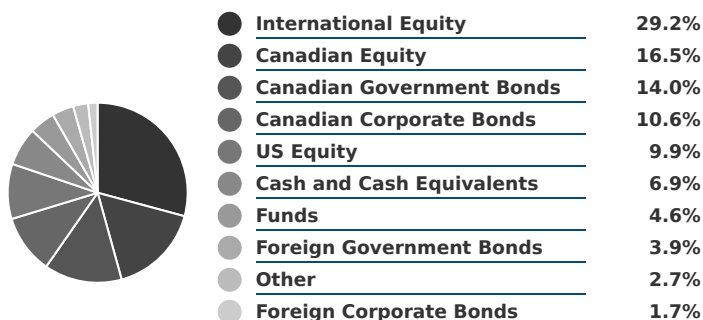 International Equity 29.2%
Canadian Equity 16.5%
Canadian Government Bonds 14.0%
Canadian Corporate Bonds 10.6%
US Equity 9.9%
Cash and Cash Equivalents 6.9%
Funds 4.6%
Foreign Government Bonds 3.9%
Other 2.7%
Foreign Corporate Bonds 1.7%